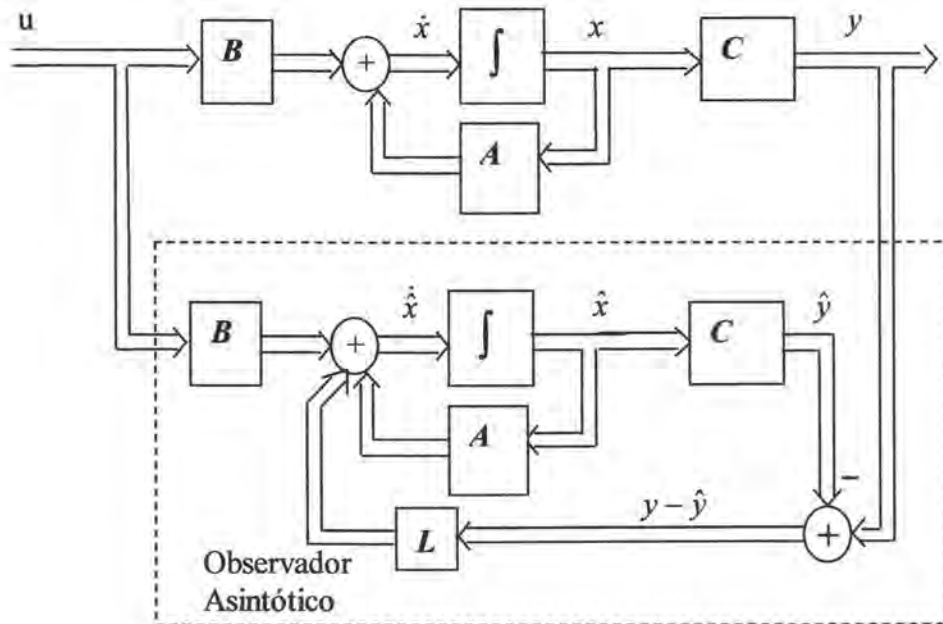 u
B
+
ẋ
∫
x
C
y
A
B
+
x̂̇
∫
x̂
C
ŷ
A
−
y − ŷ
L
+
Observador
Asintótico